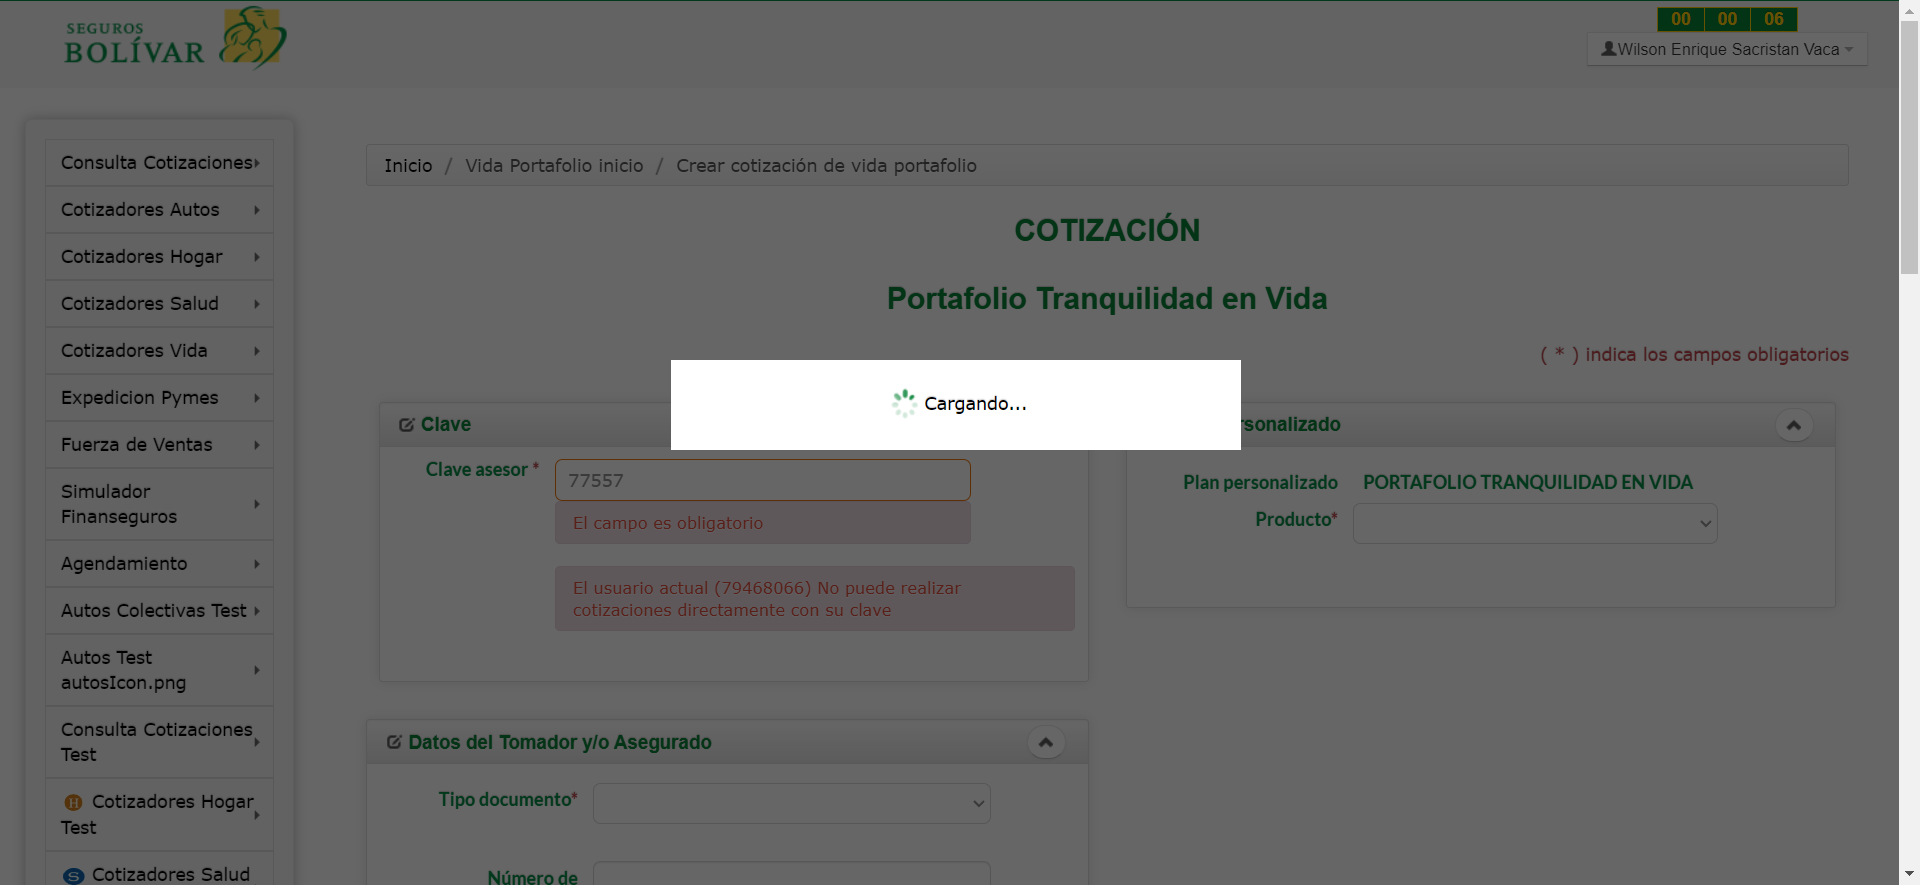 SEGUROS
BOLÍVAR
00 00 06
Wilson Enrique Sacristan Vaca
Consulta Cotizaciones
Cotizadores Autos
Cotizadores Hogar
Cotizadores Salud
Cotizadores Vida
Expedicion Pymes
Fuerza de Ventas
Simulador
Finanseguros
Agendamiento
Autos Colectivas Test
Autos Test
autosIcon.png
Consulta Cotizaciones
Test
H Cotizadores Hogar
Test
S Cotizadores Salud
Inicio / Vida Portafolio inicio / Crear cotización de vida portafolio
COTIZACIÓN
Portafolio Tranquilidad en Vida
( * ) indica los campos obligatorios
Cargando...
Clave
Clave asesor * 77557
El campo es obligatorio
El usuario actual (79468066) No puede realizar
cotizaciones directamente con su clave
rsonalizado
Plan personalizado PORTAFOLIO TRANQUILIDAD EN VIDA
Producto*
Datos del Tomador y/o Asegurado
Tipo documento*
Número de